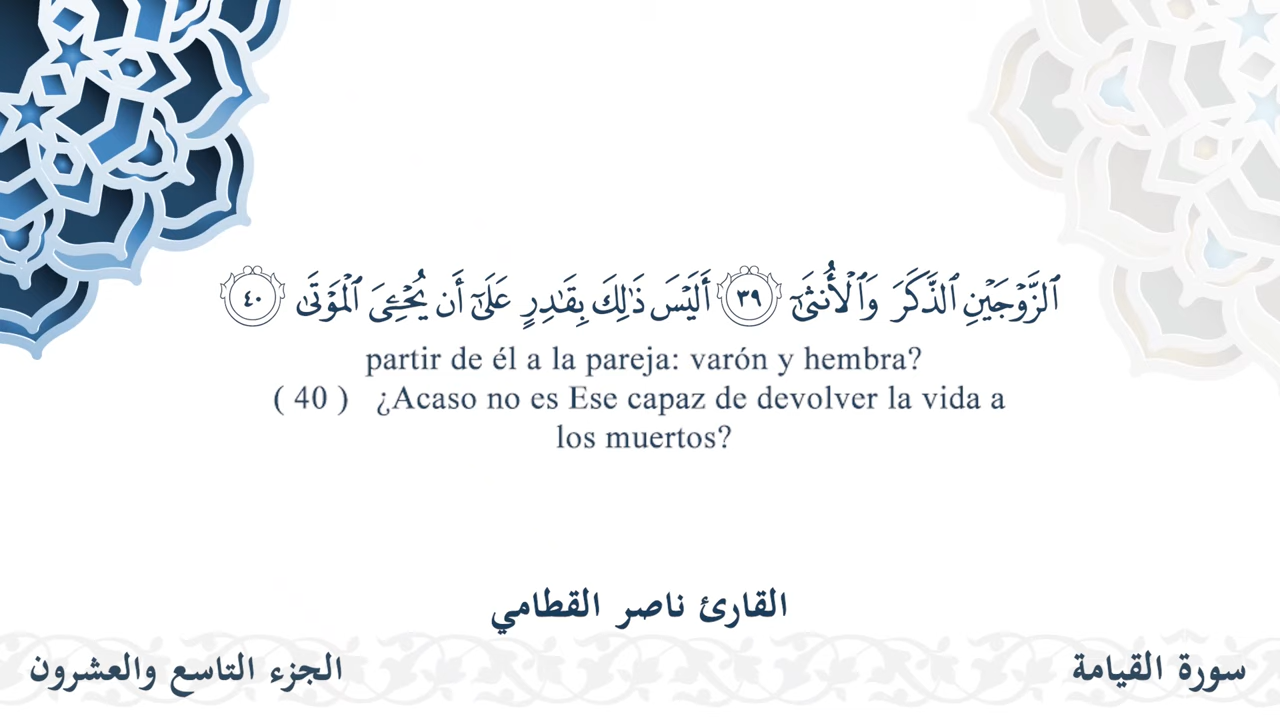 ٱلزَّوۡجَيۡنِ ٱلذَّكَرَ وَٱلۡأُنثَىٰٓ ٣٩ أَلَيۡسَ ذَٰلِكَ بِقَٰدِرٍ عَلَىٰٓ أَن يُحۡـِۧيَ ٱلۡمَوۡتَىٰ ٤٠
partir de él a la pareja: varón y hembra?
( 40 ) ¿Acaso no es Ese capaz de devolver la vida a
los muertos?
القارئ ناصر القطامي
سورة القيامة
الجزء التاسع والعشرون